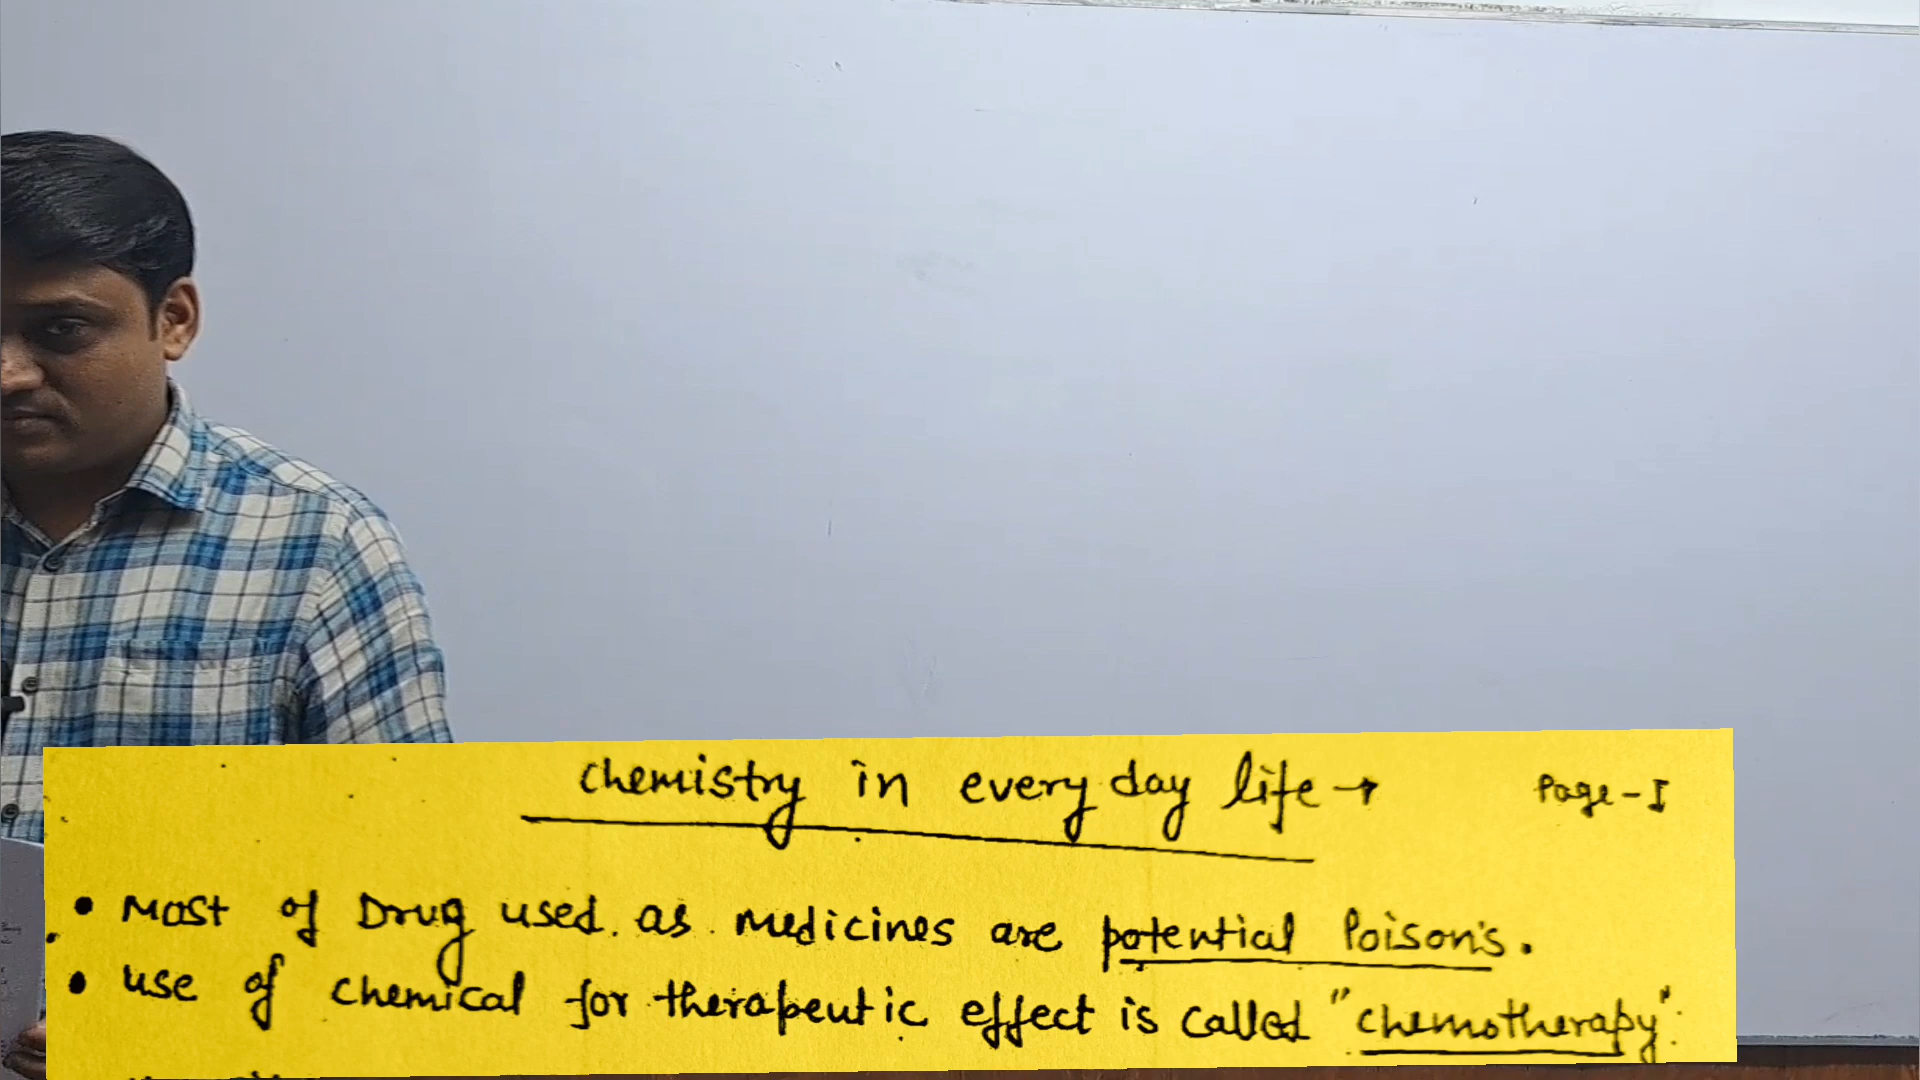 Chemistry in every day life → Page-I
• Most of Drug used as medicines are potential Poison's.
• use of chemical for therapeutic effect is called "chemotherapy".